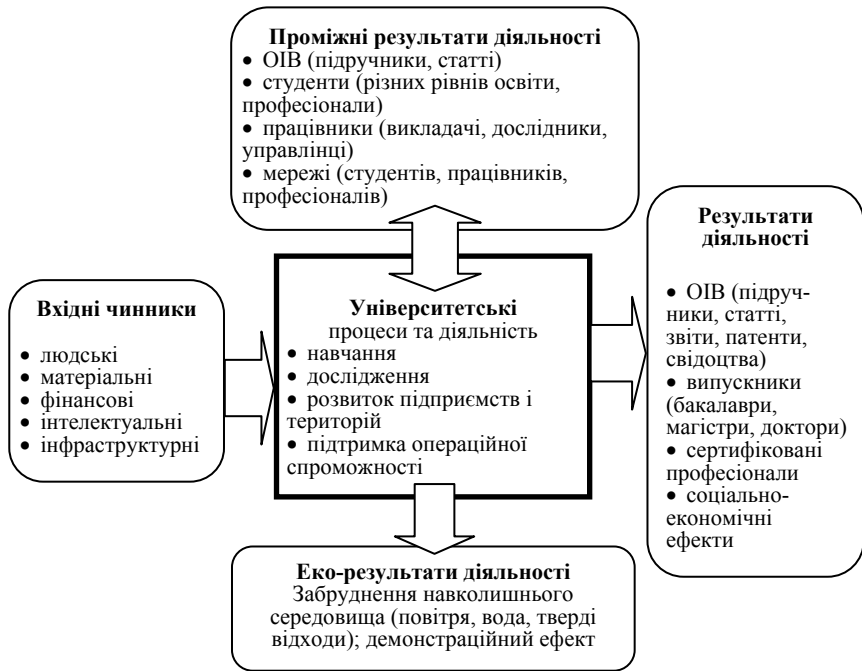 Проміжні результати діяльності
• ОІВ (підручники, статті)
• студенти (різних рівнів освіти,
професіонали)
• працівники (викладачі, дослідники,
управлінці)
• мережі (студентів, працівників,
професіоналів)
Вхідні чинники
• людські
• матеріальні
• фінансові
• інтелектуальні
• інфраструктурні
Університетські
процеси та діяльність
• навчання
• дослідження
• розвиток підприємств і
територій
• підтримка операційної
спроможності
Результати
діяльності
• ОІВ (підруч-
ники, статті,
звіти, патенти,
свідоцтва)
• випускники
(бакалаври,
магістри, доктори)
• сертифіковані
професіонали
• соціально-
економічні
ефекти
Еко-результати діяльності
Забруднення навколишнього
середовища (повітря, вода, тверді
відходи); демонстраційний ефект